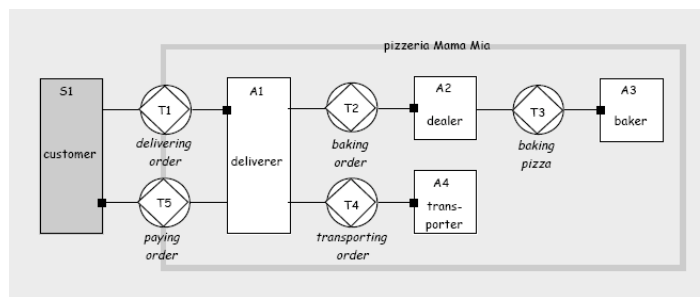 pizzeria Mama Mia
S1
customer
T1
delivering
order
A1
deliverer
T2
baking
order
A2
dealer
T3
baking
pizza
A3
baker
T5
paying
order
T4
transporting
order
A4
trans-
porter